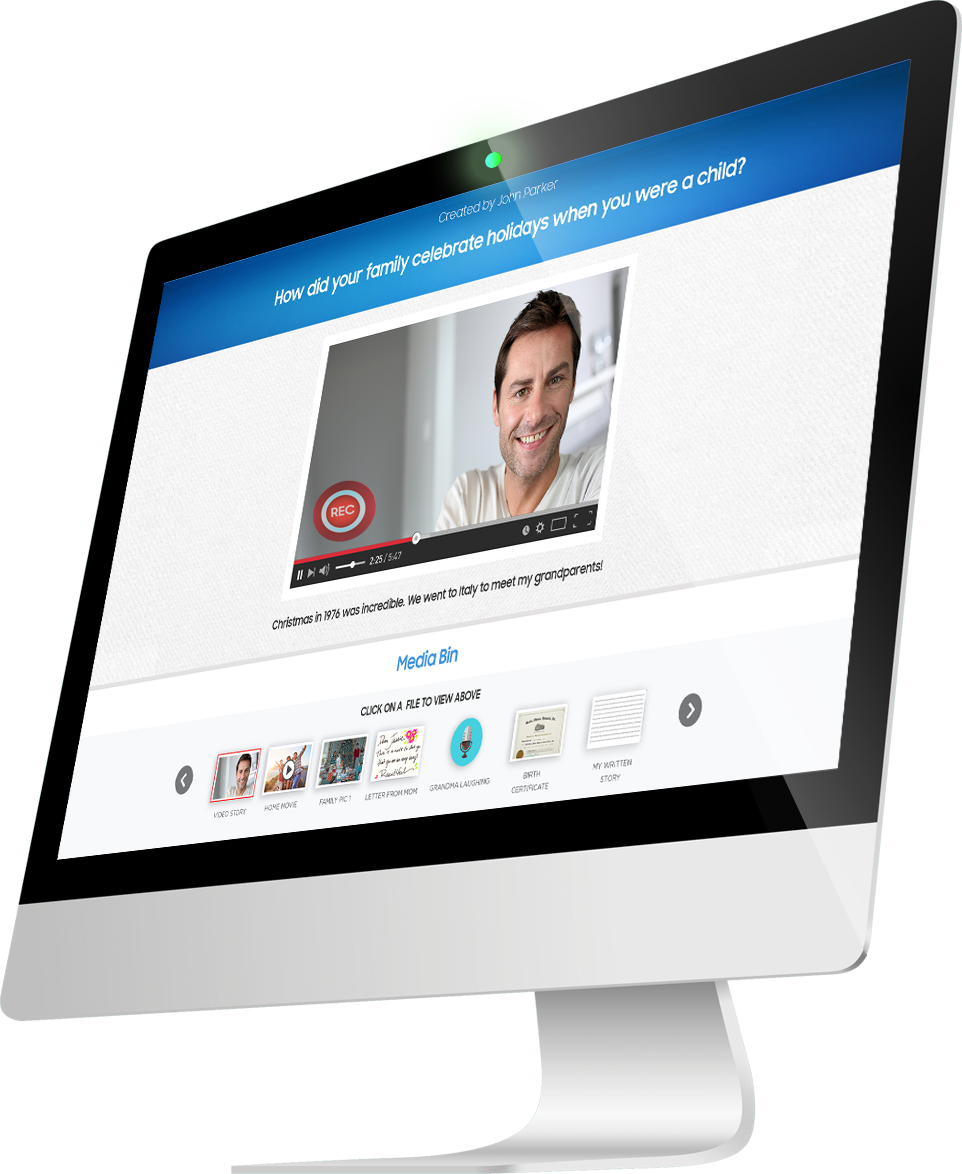 Created by John Parker
How did your family celebrate holidays when you were a child?
REC
2:25 / 5:47
Christmas in 1976 was incredible. We went to Italy to meet my grandparents!
Media Bin
CLICK ON A FILE TO VIEW ABOVE
VIDEO STORY
HOME MOVIE
FAMILY PIC 1
LETTER FROM MOM
GRANDMA LAUGHING
BIRTH
CERTIFICATE
MY WRITTEN
STORY